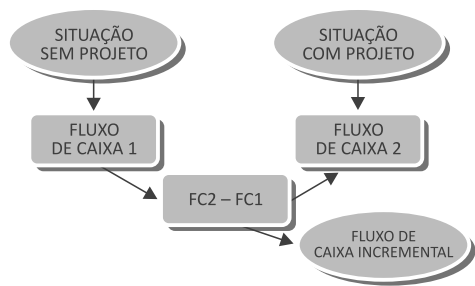 SITUAÇÃO
SEM PROJETO
SITUAÇÃO
COM PROJETO
FLUXO
DE CAIXA 1
FLUXO
DE CAIXA 2
FC2 – FC1
FLUXO DE
CAIXA INCREMENTAL